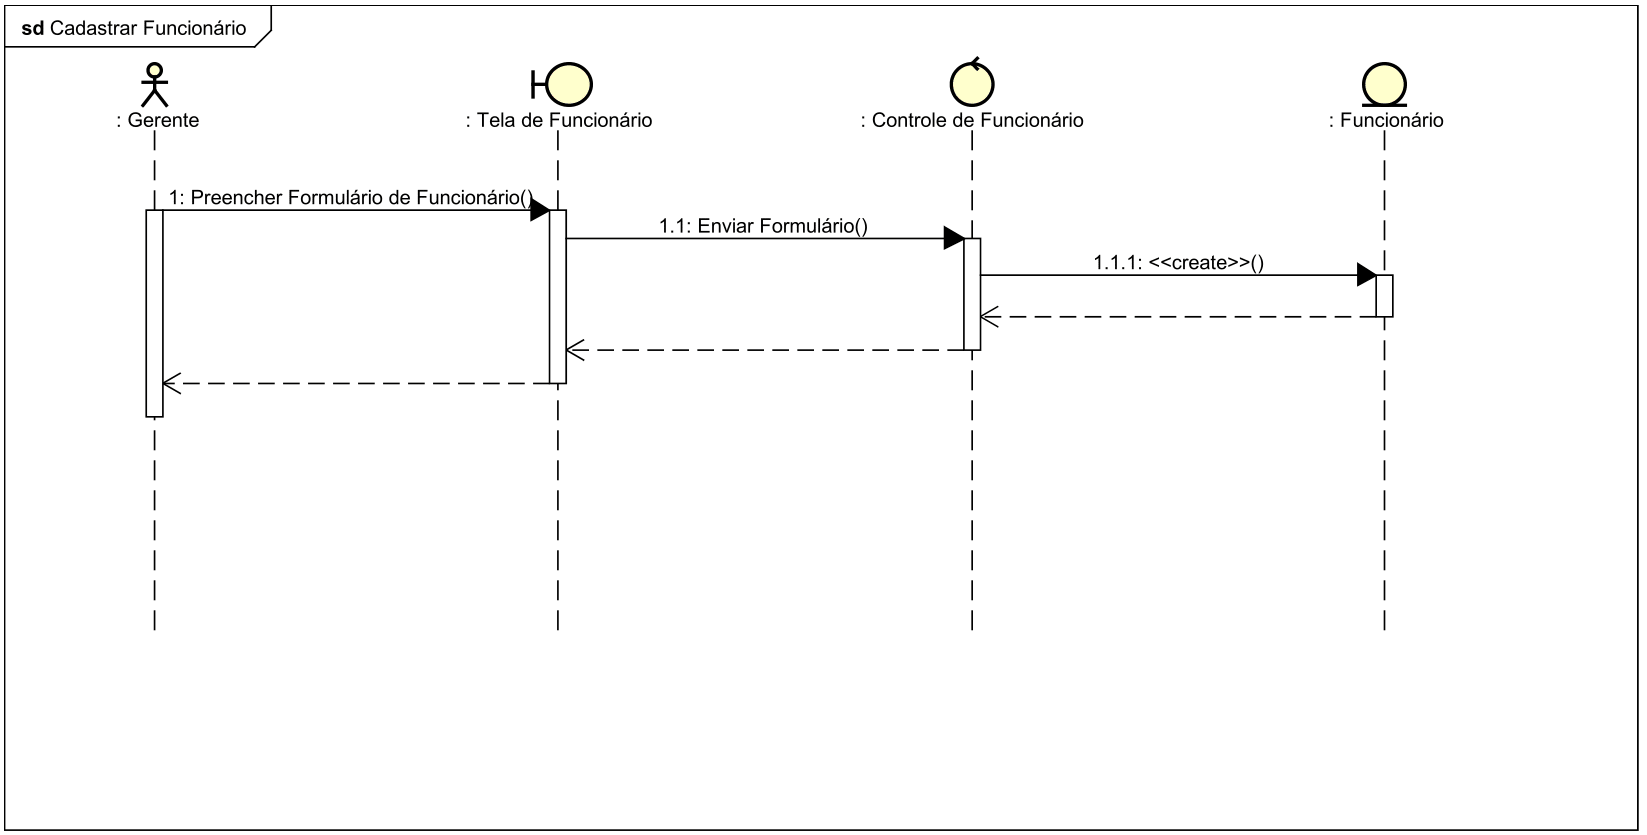 sd Cadastrar Funcionário
: Gerente
: Tela de Funcionário
: Controle de Funcionário
: Funcionário
1: Preencher Formulário de Funcionário()
1.1: Enviar Formulário()
1.1.1: <<create>>()